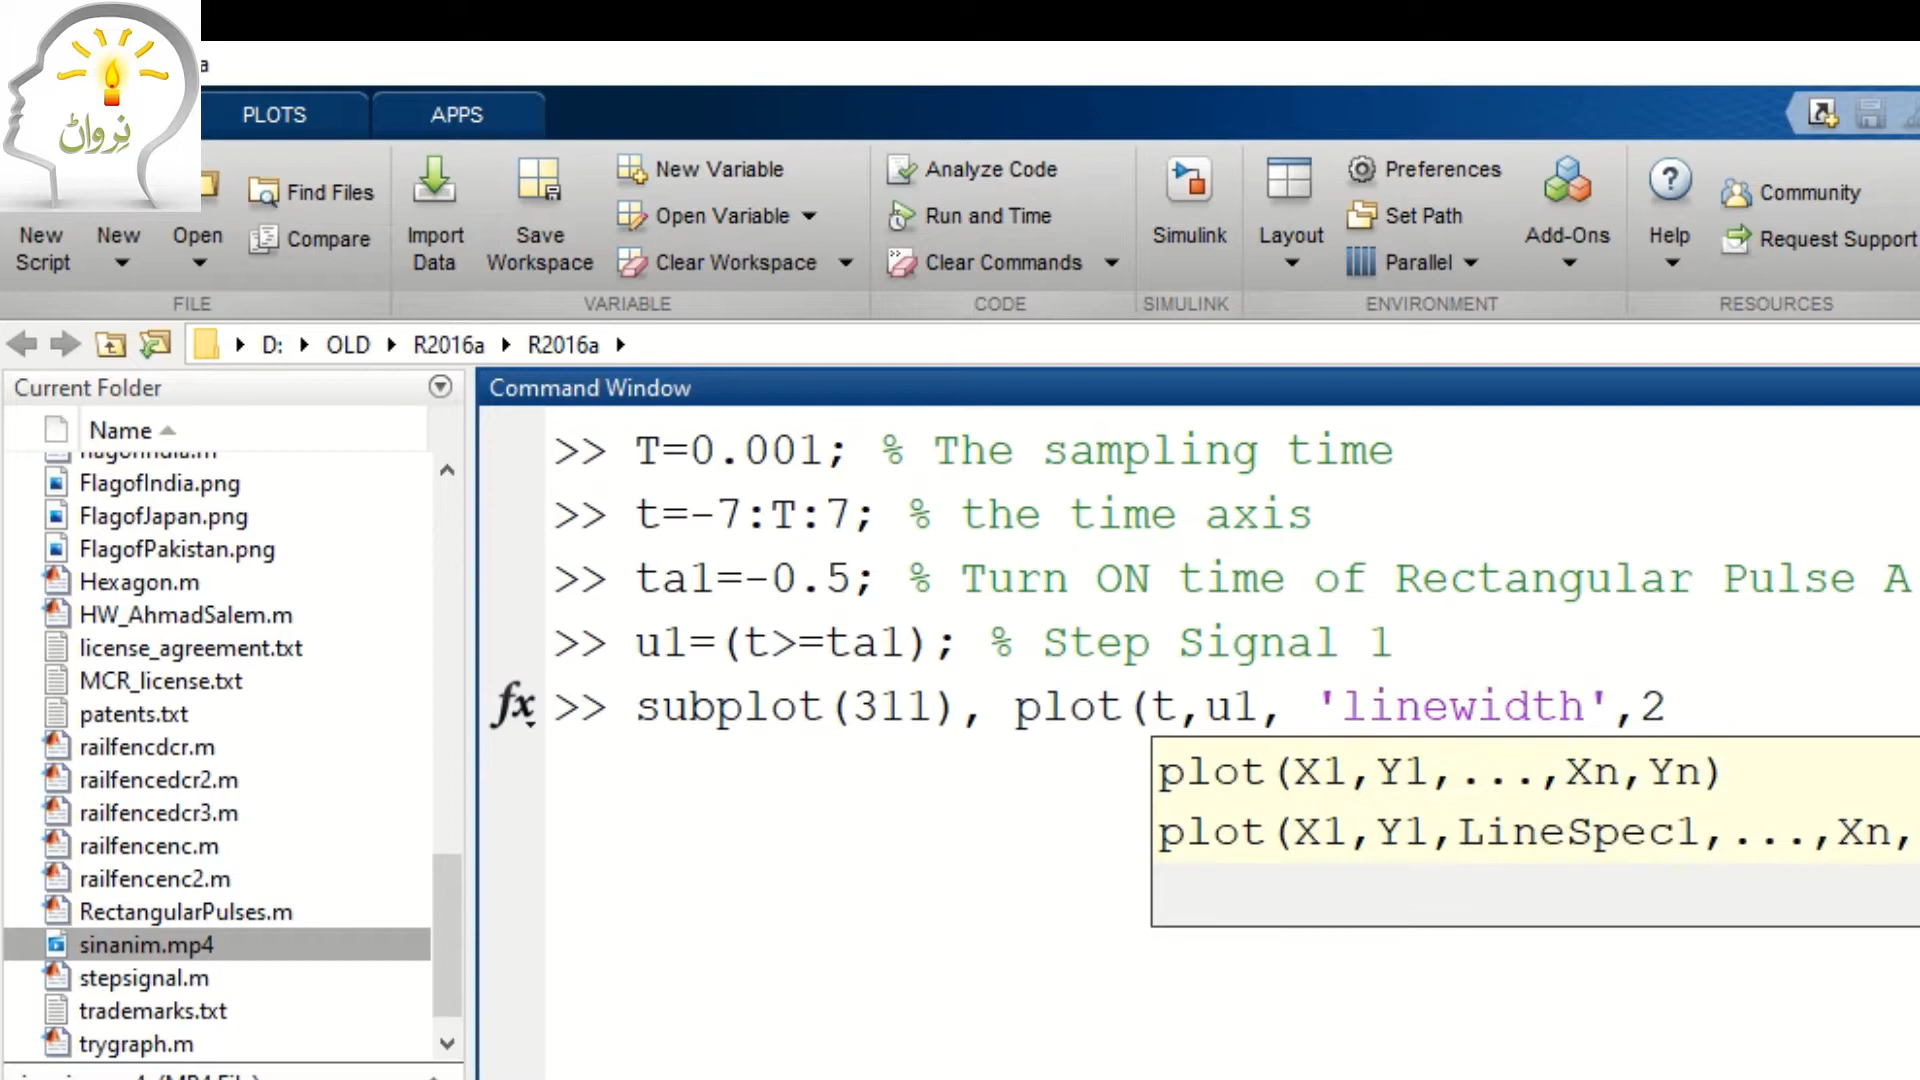 a
نِروانْ
PLOTS
APPS
New Script
New
Open
Find Files
Compare
FILE
Import Data
Save Workspace
New Variable
Open Variable
Clear Workspace
VARIABLE
Analyze Code
Run and Time
Clear Commands
CODE
Simulink
SIMULINK
Layout
Preferences
Set Path
Parallel
Add-Ons
ENVIRONMENT
Help
Community
Request Support
RESOURCES
D: OLD R2016a R2016a
Current Folder
Name
FlagofIndia.png
FlagofJapan.png
FlagofPakistan.png
Hexagon.m
HW_AhmadSalem.m
license_agreement.txt
MCR_license.txt
patents.txt
railfencdcr.m
railfencedcr2.m
railfencedcr3.m
railfencenc.m
railfencenc2.m
RectangularPulses.m
sinanim.mp4
stepsignal.m
trademarks.txt
trygraph.m
Command Window
>> T=0.001; % The sampling time
>> t=-7:T:7; % the time axis
>> ta1=-0.5; % Turn ON time of Rectangular Pulse A
>> u1=(t>=ta1); % Step Signal 1
fx >> subplot(311), plot(t,u1, 'linewidth',2
plot(X1,Y1,...,Xn,Yn)
plot(X1,Y1,LineSpec1,...,Xn,